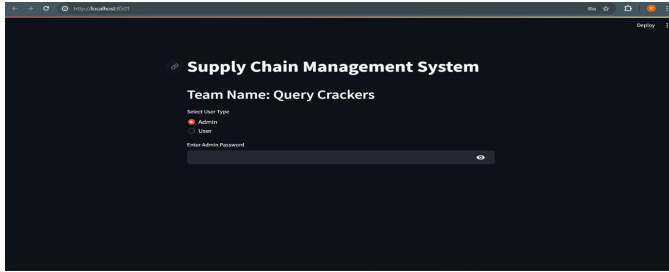 http://localhost:8501
Deploy
Supply Chain Management System
Team Name: Query Crackers
Select User Type
Admin
User
Enter Admin Password